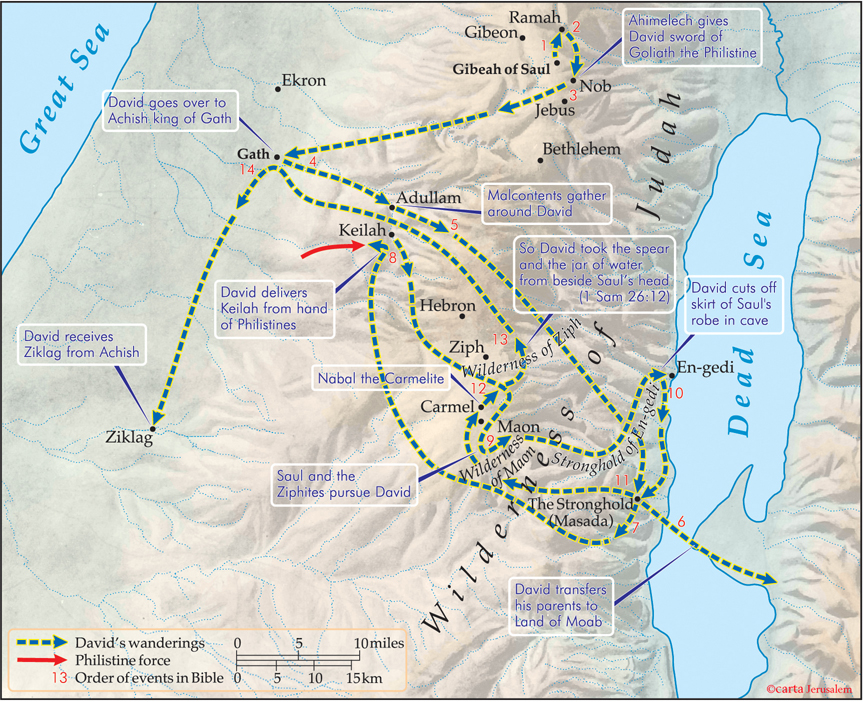 Great Sea
Ramah
2
Gibeon
1
Gibeah of Saul
Ahimelech gives
David sword of
Goliath the Philistine
Nob
3
Jebus
Ekron
David goes over to
Achish king of Gath
Gath
4
14
Bethlehem
Adullam
5
Malcontents gather
around David
Keilah
8
So David took the spear
and the jar of water
from beside Saul's head
(1 Sam 26:12)
David delivers
Keilah from hand
of Philistines
David cuts off
skirt of Saul's
robe in cave
Hebron
13
Ziph
Wilderness of Ziph
David receives
Ziklag from Achish
Nabal the Carmelite
12
En-gedi
10
Carmel
Dead Sea
Ziklag
Maon
9
Wilderness
of Maon
Stronghold of En-gedi
Saul and the
Ziphites pursue David
11
The Stronghold
(Masada)
7
6
Wilderness of Judah
David transfers
his parents to
Land of Moab
David's wanderings
Philistine force
13 Order of events in Bible
0 5 10 miles
0 5 10 15 km
©carta Jerusalem